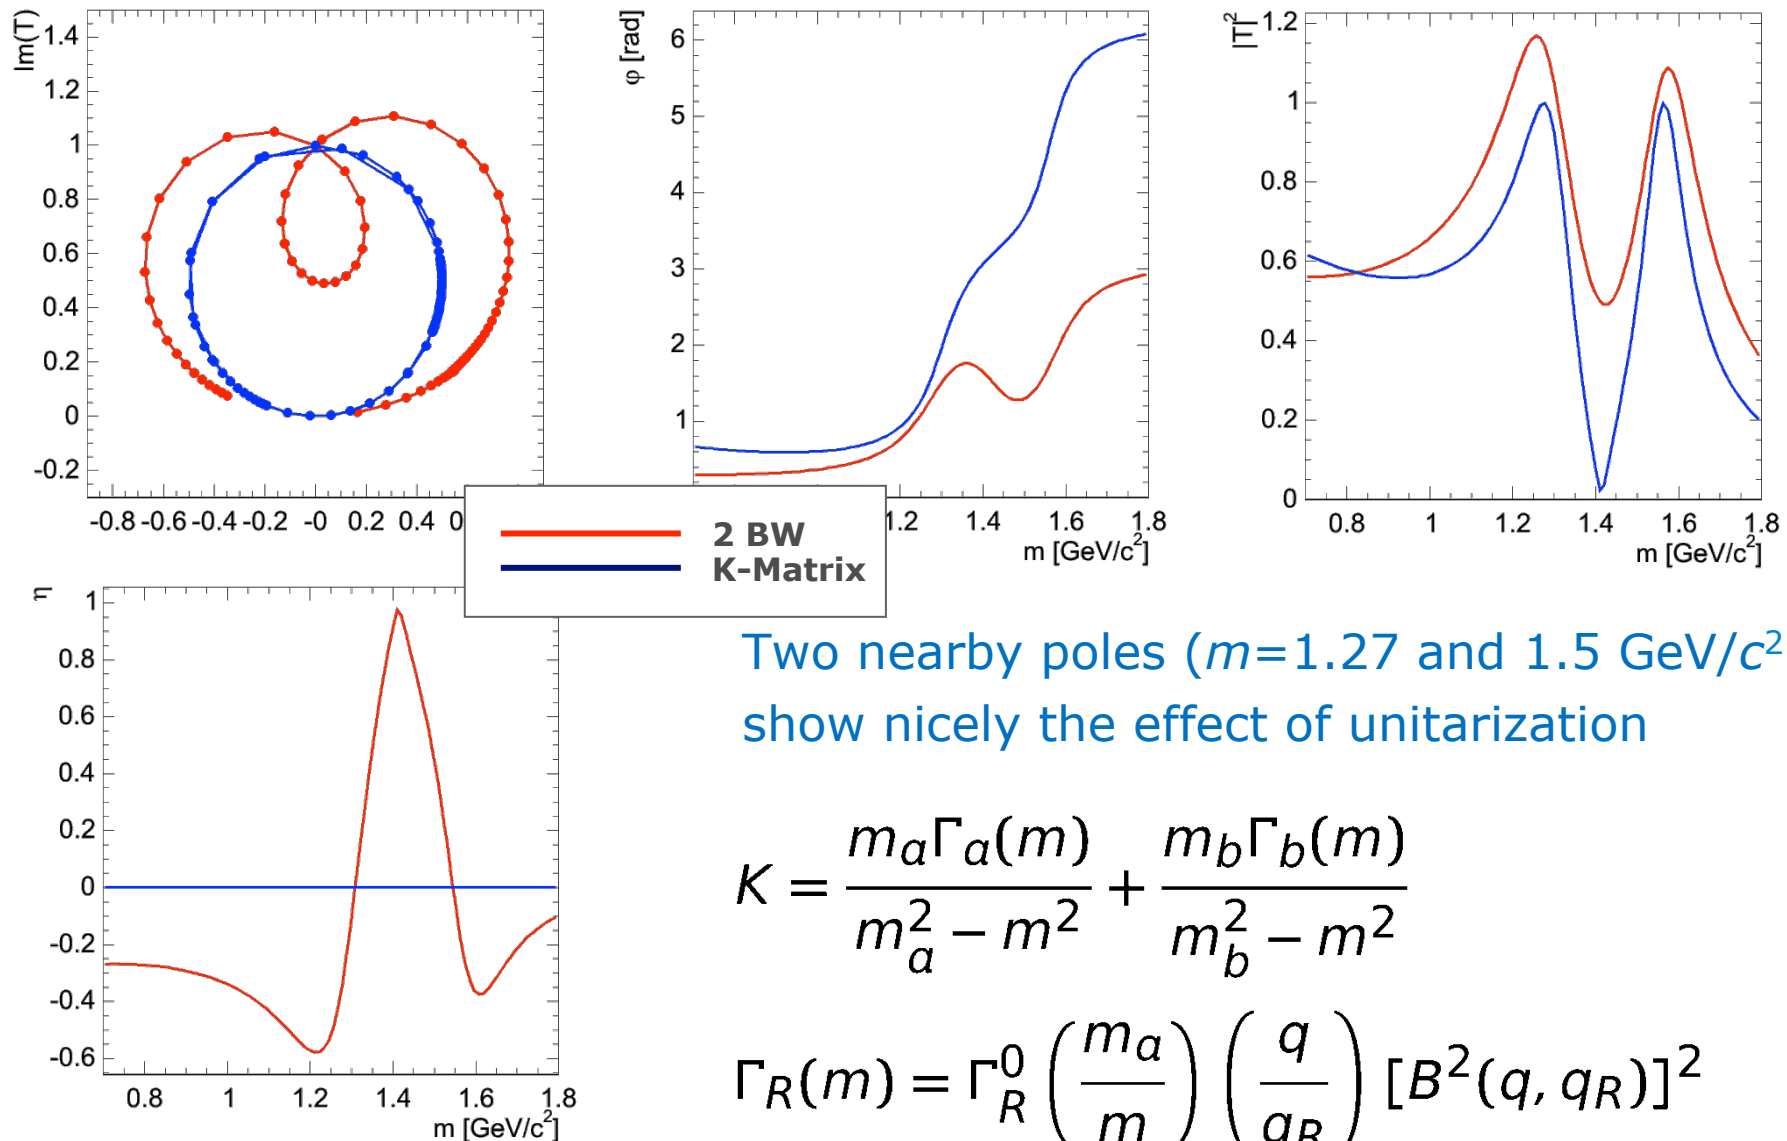 Im(T)
1.4
1.2
1
0.8
0.6
0.4
0.2
0
-0.2
-0.8 -0.6 -0.4 -0.2 -0 0.2 0.4
φ [rad]
6
5
4
3
2
1
1.2 1.4 1.6 1.8
m [GeV/c²]
|T|²
1.2
1
0.8
0.6
0.4
0.2
0
0.8 1 1.2 1.4 1.6 1.8
m [GeV/c²]
2 BW
K-Matrix
η
1
0.8
0.6
0.4
0.2
0
-0.2
-0.4
-0.6
0.8 1 1.2 1.4 1.6 1.8
m [GeV/c²]
Two nearby poles (m=1.27 and 1.5 GeV/c²
show nicely the effect of unitarization
K = m_a Γ_a(m) / (m_a² − m²) + m_b Γ_b(m) / (m_b² − m²)
Γ_R(m) = Γ_R⁰ (m_a / m) (q / q_R) [B²(q, q_R)]²